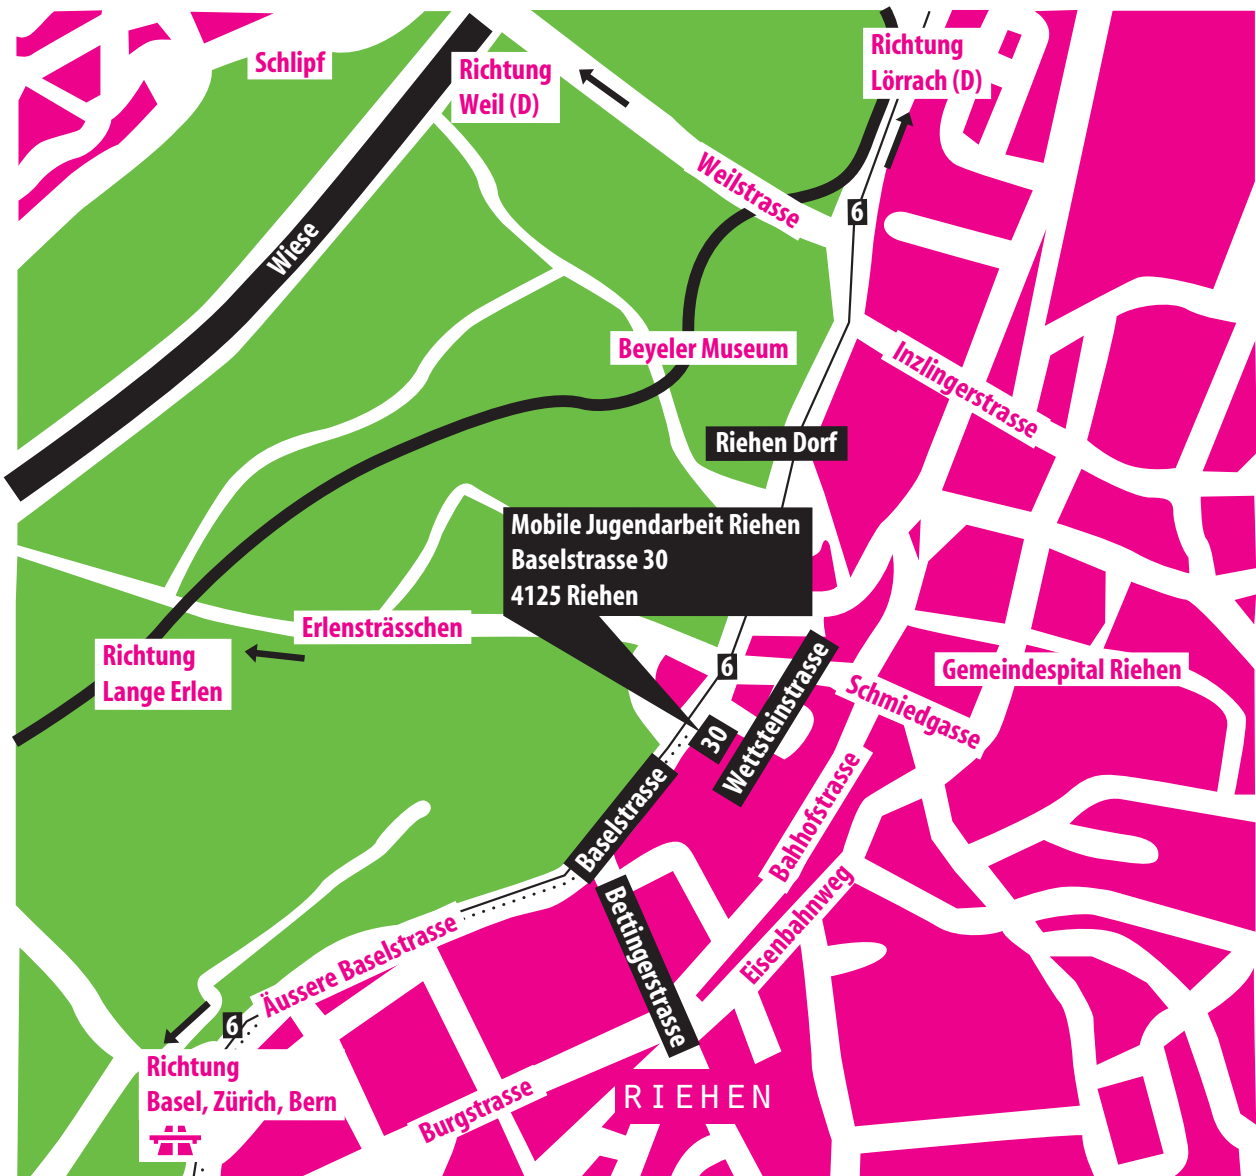 Schlipf
Richtung
Weil (D)
Richtung
Lörrach (D)
Weilstrasse
6
Wiese
Beyeler Museum
Inzlingerstrasse
Riehen Dorf
Mobile Jugendarbeit Riehen
Baselstrasse 30
4125 Riehen
Erlensträsschen
Richtung
Lange Erlen
6
Wettsteinstrasse
Gemeindespital Riehen
Schmiedgasse
30
Baselstrasse
Bahhofstrasse
Eisenbahnweg
Bettingerstrasse
Äussere Baselstrasse
6
Richtung
Basel, Zürich, Bern
Burgstrasse
RIEHEN